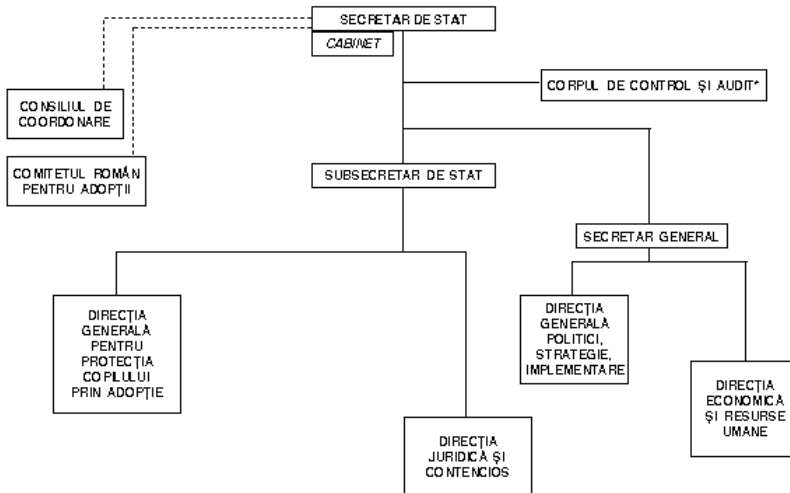 SECRETAR DE STAT
CABINET
CORPUL DE CONTROL ȘI AUDIT*
CONSILIUL DE
COORDONARE
COMITETUL ROMÂN
PENTRU ADOPȚII
SUBSECRETAR DE STAT
SECRETAR GENERAL
DIRECȚIA
GENERALĂ
PENTRU
PROTECȚIA
COPILULUI
PRIN ADOPȚIE
DIRECȚIA
GENERALĂ
POLITICI,
STRATEGIE,
IMPLEMENTARE
DIRECȚIA
ECONOMICĂ
ȘI RESURSE
UMANE
DIRECȚIA
JURIDICĂ ȘI
CONTENCIOS